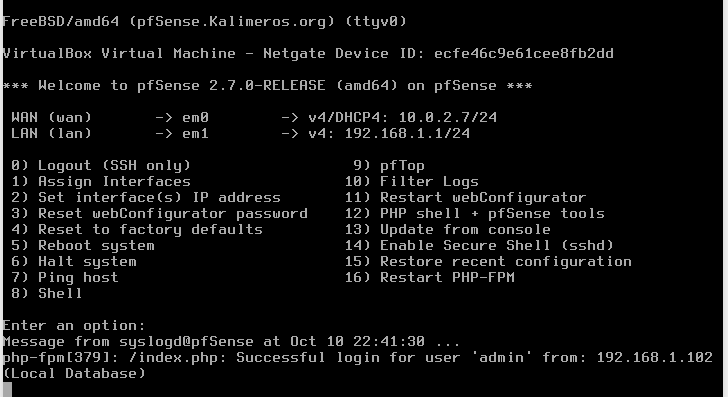 FreeBSD/amd64 (pfSense.Kalimeros.org) (ttyv0)
VirtualBox Virtual Machine - Netgate Device ID: ecfe46c9e61cee8fb2dd
*** Welcome to pfSense 2.7.0-RELEASE (amd64) on pfSense ***
WAN (wan) -> em0 -> v4/DHCP4: 10.0.2.7/24
LAN (lan) -> em1 -> v4: 192.168.1.1/24
0) Logout (SSH only) 9) pfTop
1) Assign Interfaces 10) Filter Logs
2) Set interface(s) IP address 11) Restart webConfigurator
3) Reset webConfigurator password 12) PHP shell + pfSense tools
4) Reset to factory defaults 13) Update from console
5) Reboot system 14) Enable Secure Shell (sshd)
6) Halt system 15) Restore recent configuration
7) Ping host 16) Restart PHP-FPM
8) Shell
Enter an option:
Message from syslogd@pfSense at Oct 10 22:41:30 ...
php-fpm[379]: /index.php: Successful login for user 'admin' from: 192.168.1.102
(Local Database)